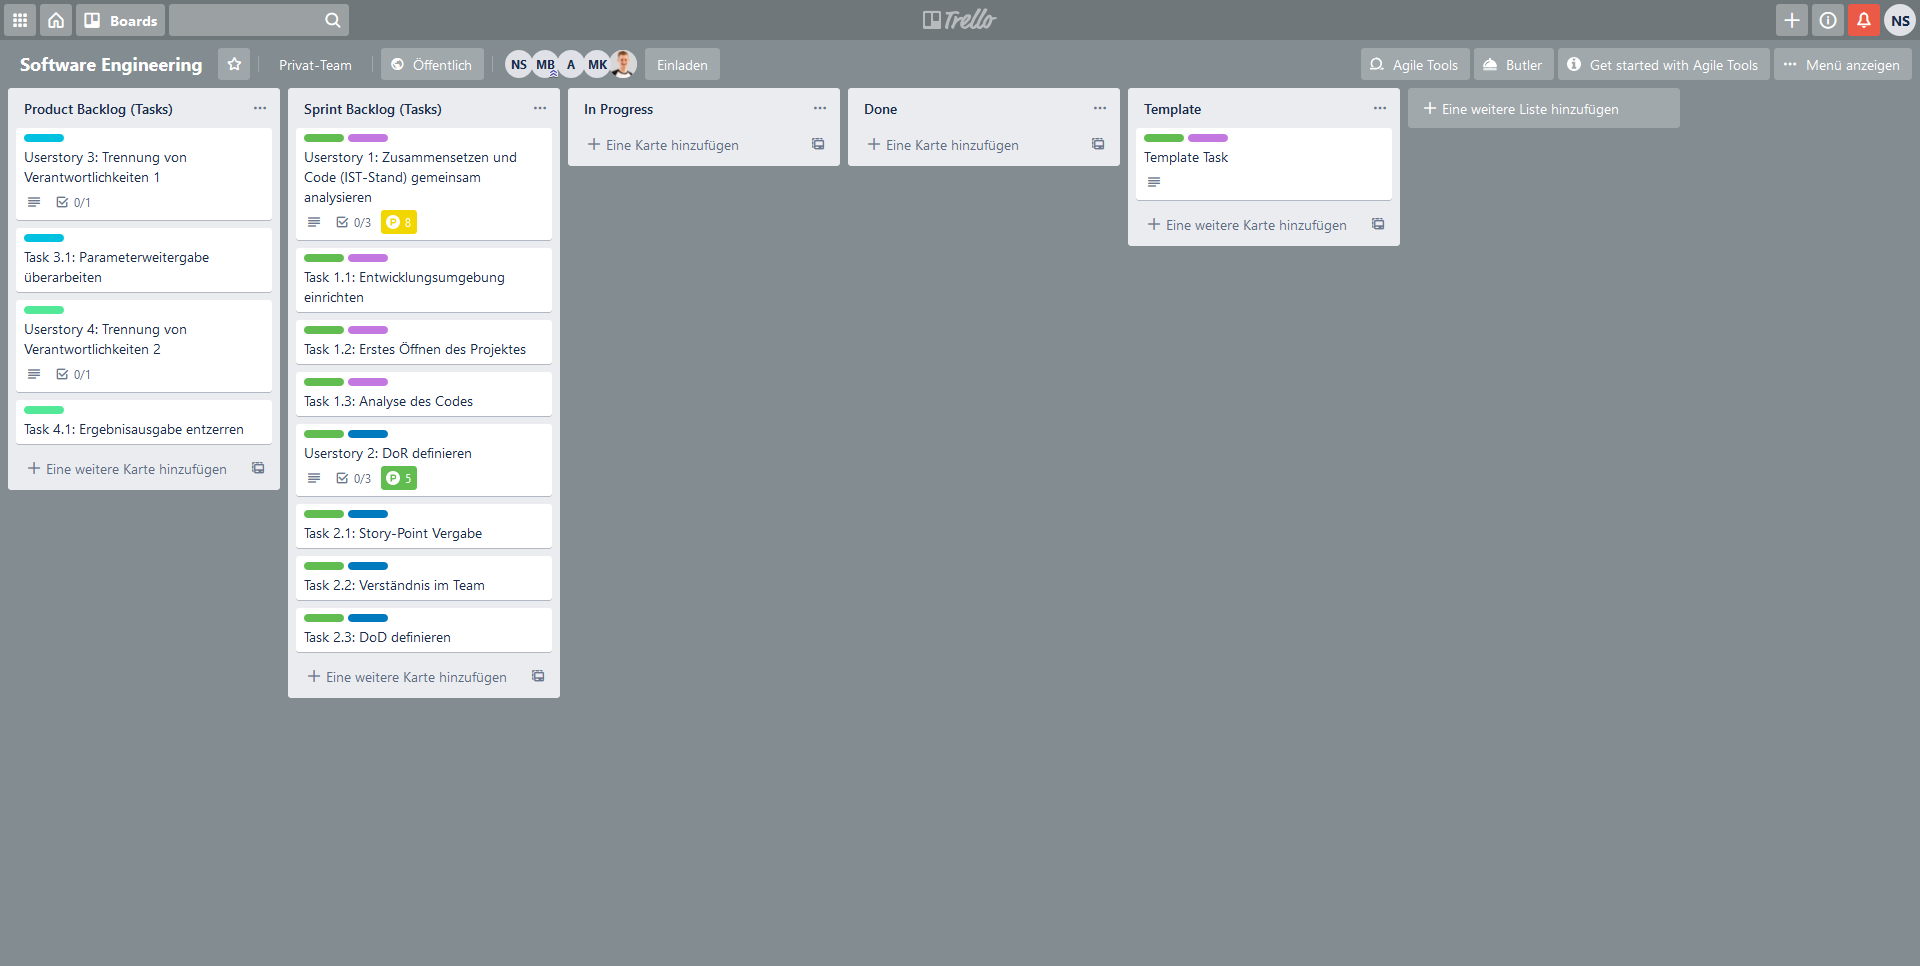 Boards
Trello
NS
Software Engineering
Privat-Team
Öffentlich
NS
MB
A
MK
Einladen
Agile Tools
Butler
Get started with Agile Tools
Menü anzeigen
Product Backlog (Tasks)
Userstory 3: Trennung von
Verantwortlichkeiten 1
0/1
Task 3.1: Parameterweitergabe
überarbeiten
Userstory 4: Trennung von
Verantwortlichkeiten 2
0/1
Task 4.1: Ergebnisausgabe entzerren
Eine weitere Karte hinzufügen
Sprint Backlog (Tasks)
Userstory 1: Zusammensetzen und
Code (IST-Stand) gemeinsam
analysieren
0/3 P 8
Task 1.1: Entwicklungsumgebung
einrichten
Task 1.2: Erstes Öffnen des Projektes
Task 1.3: Analyse des Codes
Userstory 2: DoR definieren
0/3 P 5
Task 2.1: Story-Point Vergabe
Task 2.2: Verständnis im Team
Task 2.3: DoD definieren
Eine weitere Karte hinzufügen
In Progress
Eine Karte hinzufügen
Done
Eine Karte hinzufügen
Template
Template Task
Eine weitere Karte hinzufügen
Eine weitere Liste hinzufügen